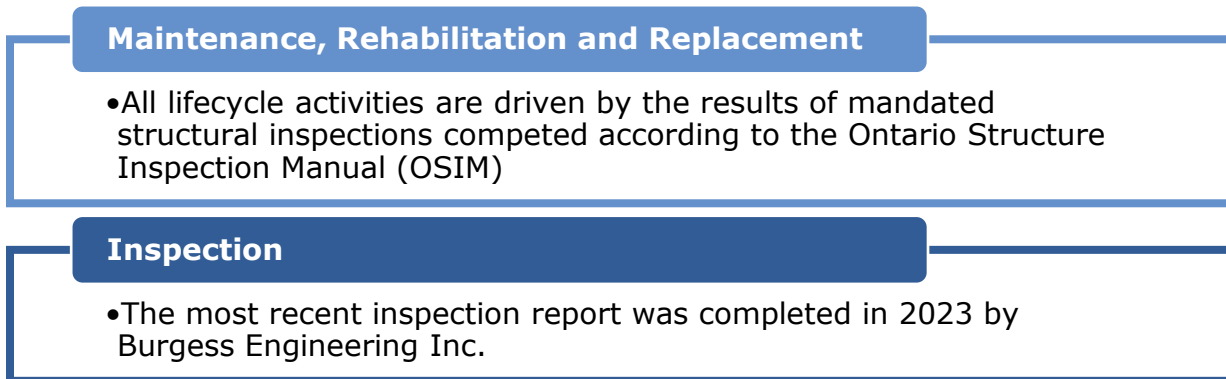 Maintenance, Rehabilitation and Replacement
•All lifecycle activities are driven by the results of mandated
structural inspections competed according to the Ontario Structure
Inspection Manual (OSIM)
Inspection
•The most recent inspection report was completed in 2023 by
Burgess Engineering Inc.